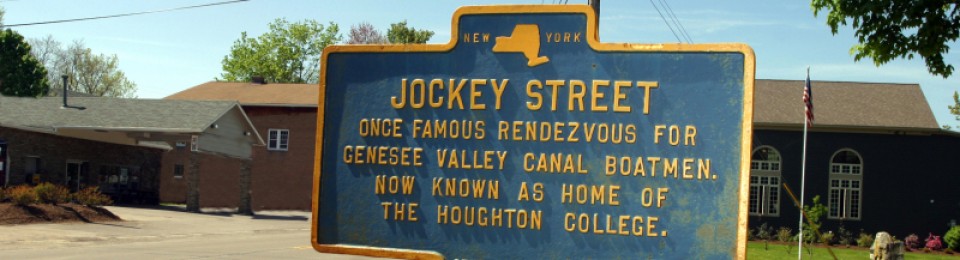 NEW YORK
JOCKEY STREET
ONCE FAMOUS RENDEZVOUS FOR
GENESEE VALLEY CANAL BOATMEN.
NOW KNOWN AS HOME OF
THE HOUGHTON COLLEGE.